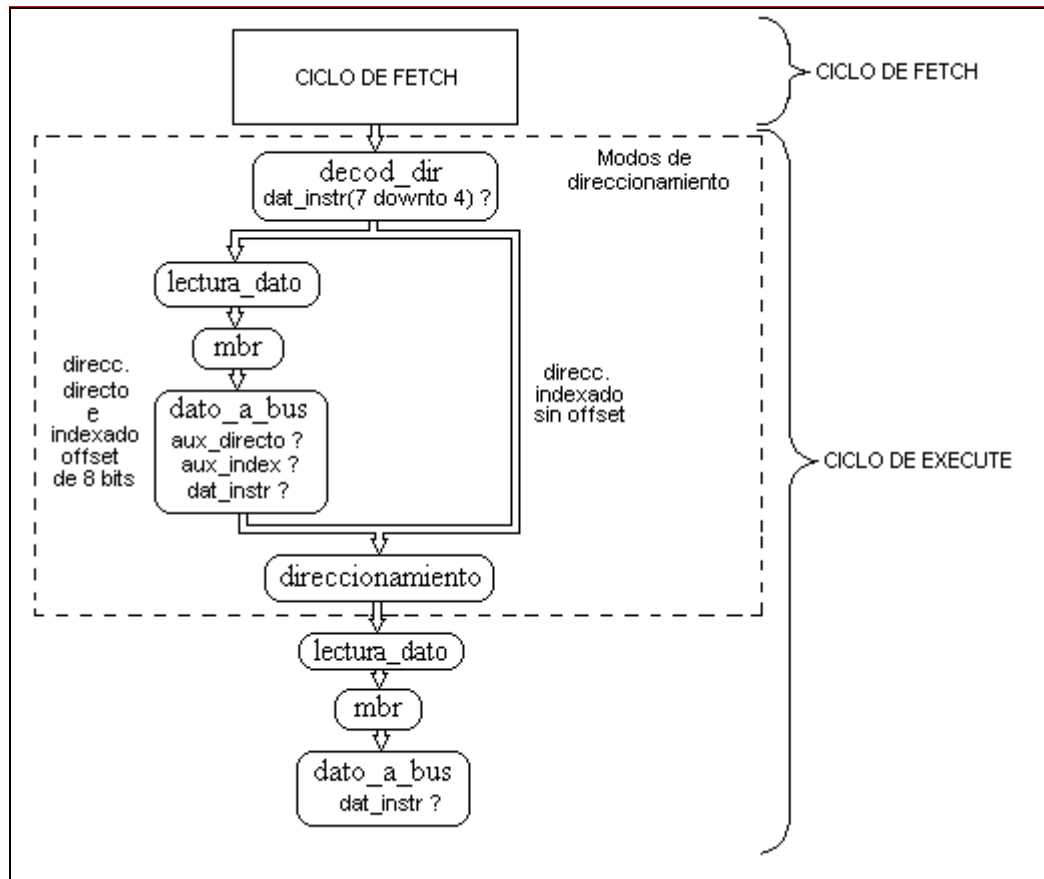 CICLO DE FETCH
CICLO DE FETCH
decod_dir
dat_instr(7 downto 4) ?
Modos de
direccionamiento
lectura_dato
mbr
direcc.
directo
e
indexado
offset
de 8 bits
dato_a_bus
aux_directo ?
aux_index ?
dat_instr ?
direcc.
indexado
sin offset
CICLO DE EXECUTE
direccionamiento
lectura_dato
mbr
dato_a_bus
dat_instr ?